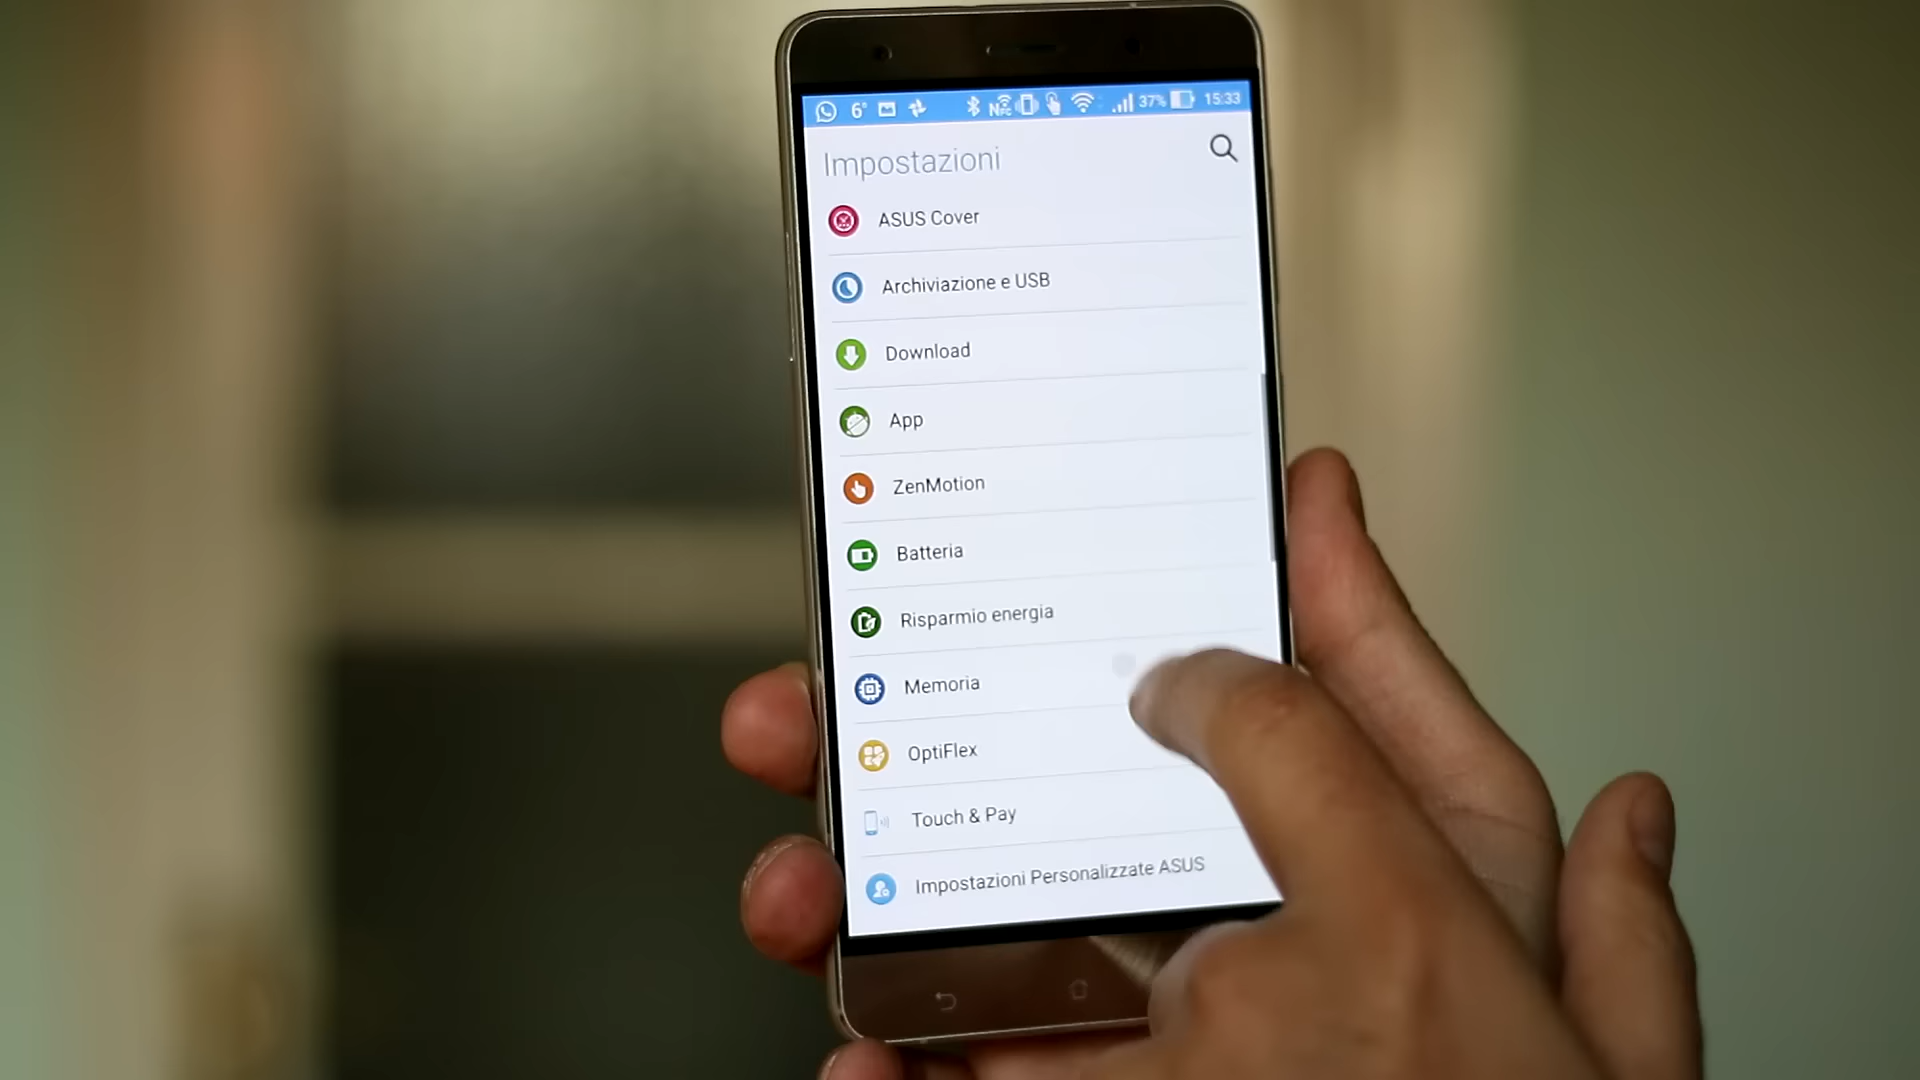 6° NFC 37% 15:33
Impostazioni
ASUS Cover
Archiviazione e USB
Download
App
ZenMotion
Batteria
Risparmio energia
Memoria
OptiFlex
Touch & Pay
Impostazioni Personalizzate ASUS